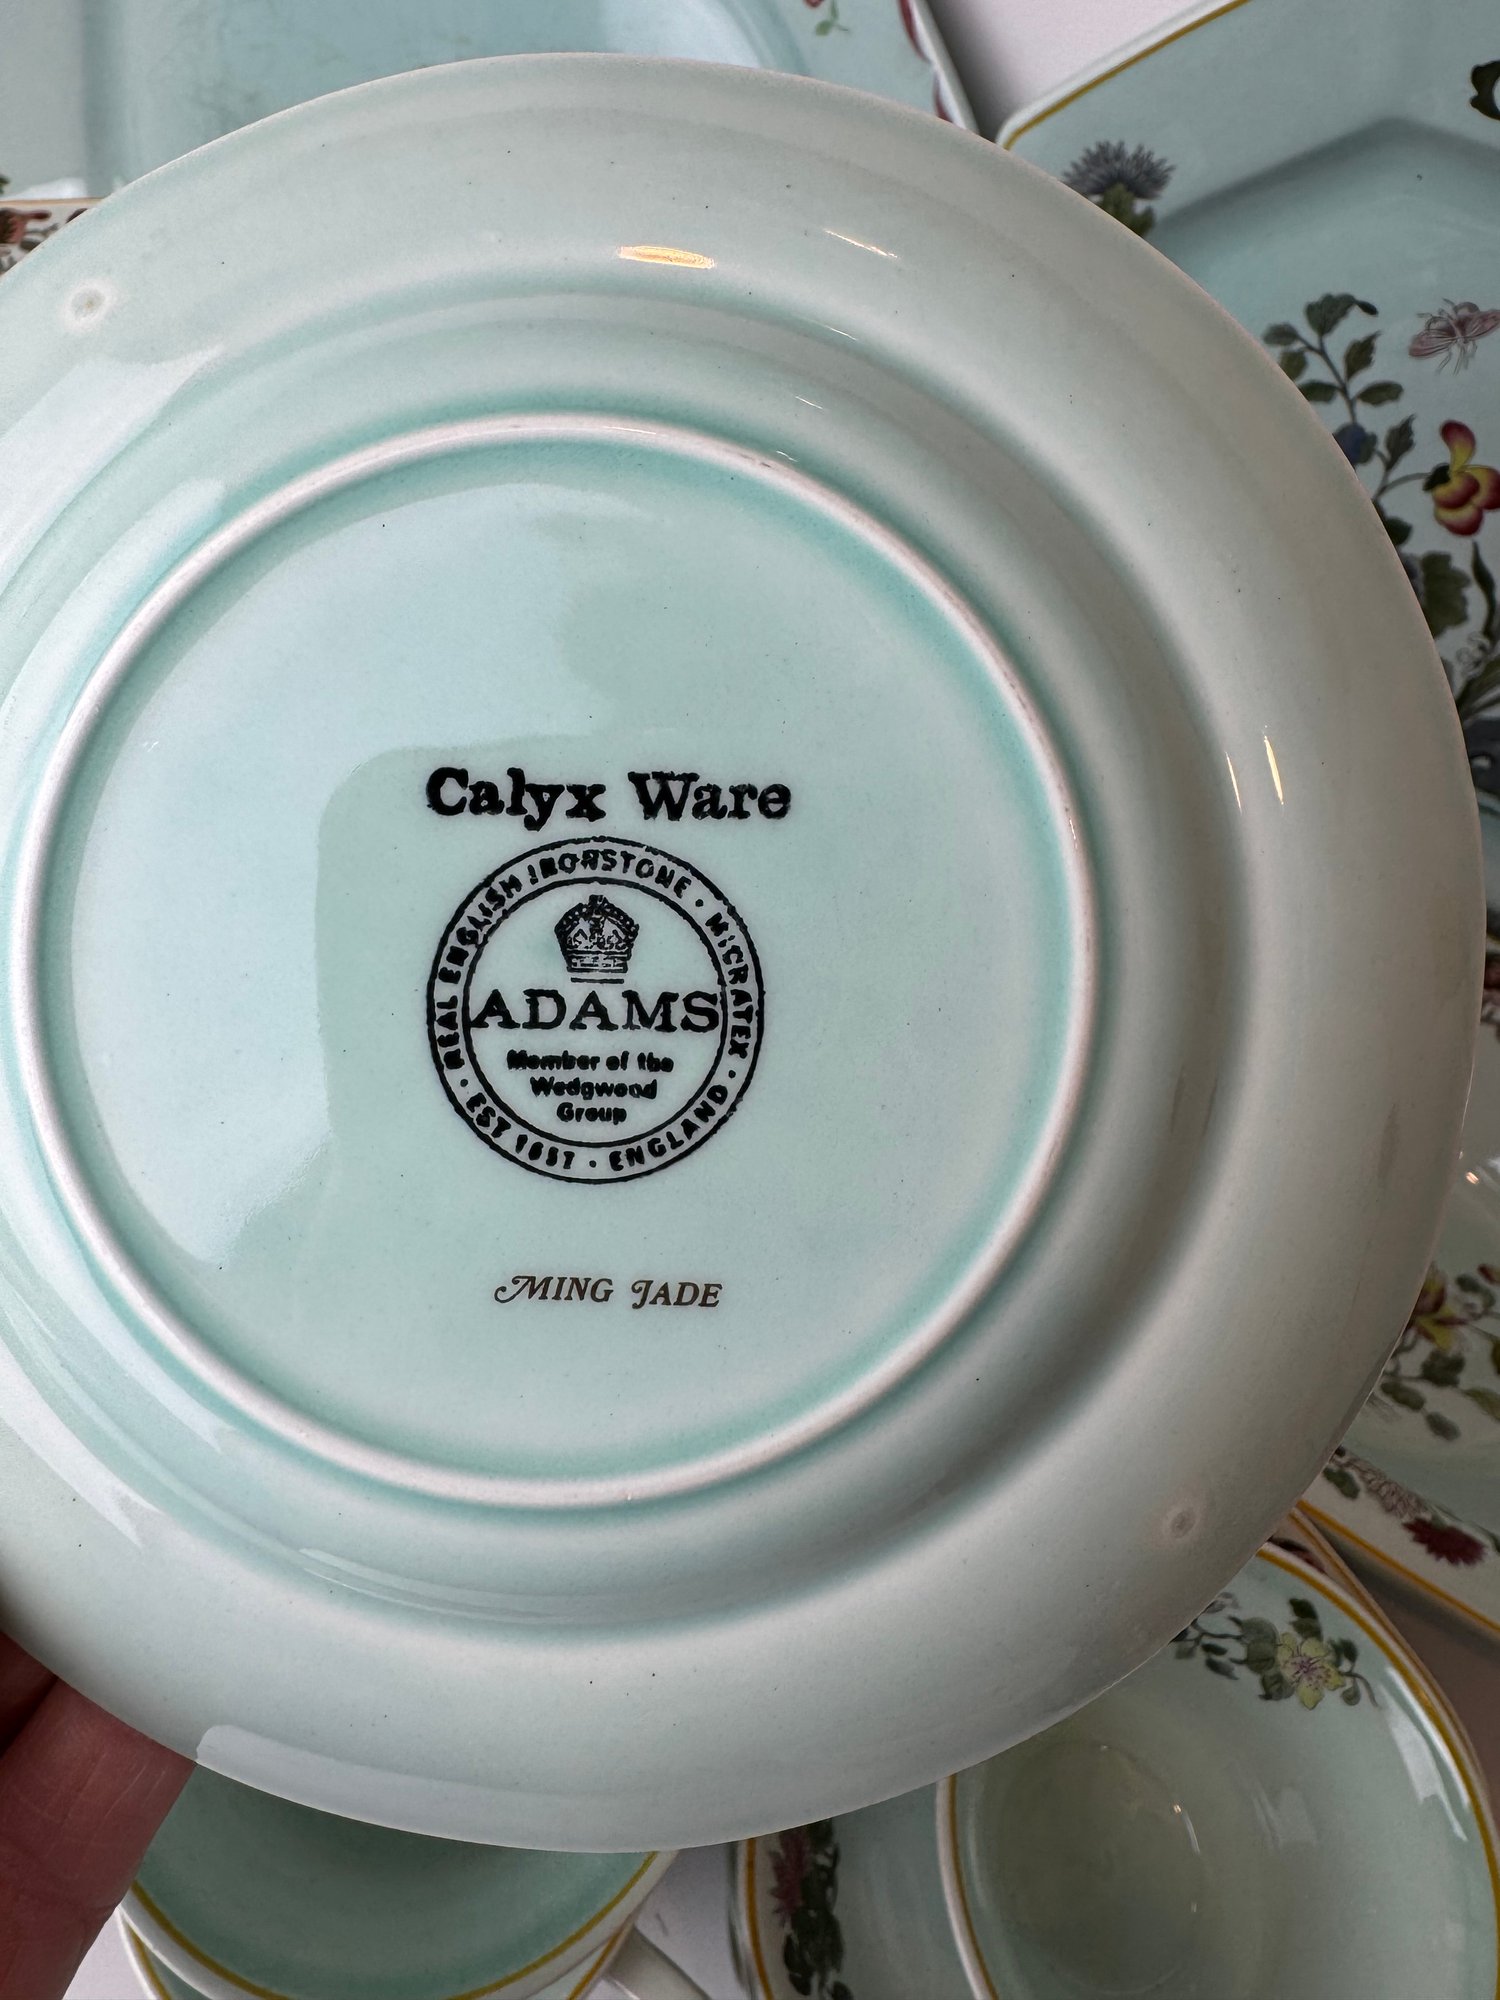 Calyx Ware
REAL ENGLISH IRONSTONE · MICRATEX · ENGLAND · EST 1657 ·
ADAMS
Member of the
Wedgwood
Group
MING JADE